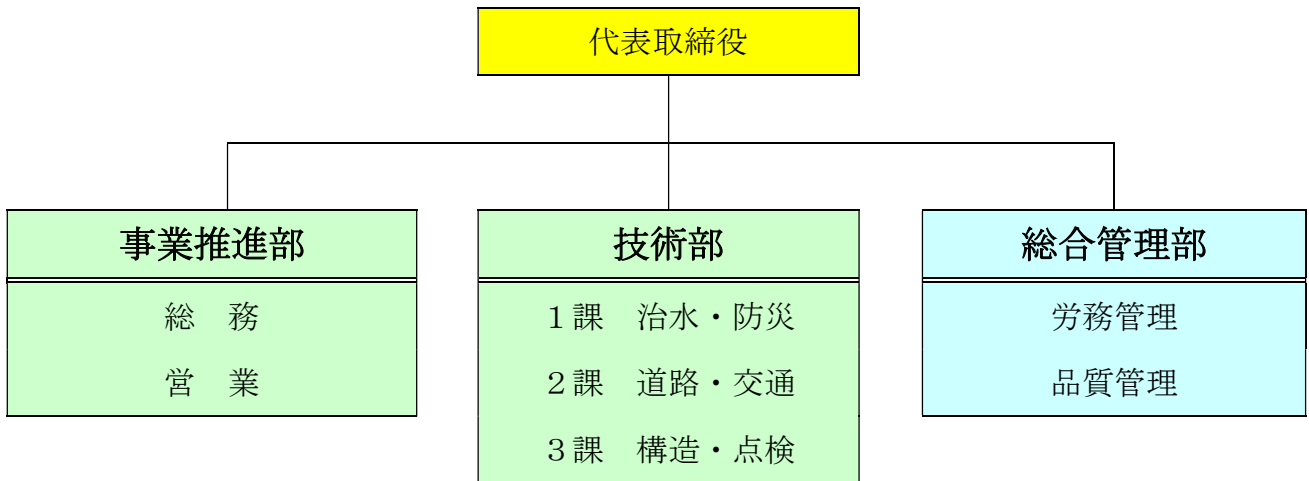 代表取締役
事業推進部
総　務
営　業
技術部
１課　治水・防災
２課　道路・交通
３課　構造・点検
総合管理部
労務管理
品質管理